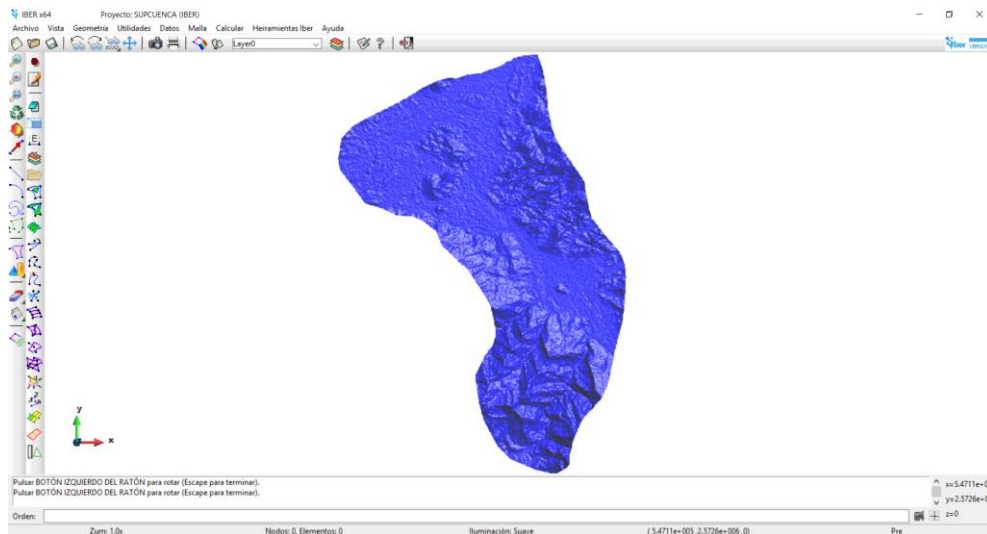 IBER x64 Proyecto: SUPCUENCA (IBER)
Archivo Vista Geometría Utilidades Datos Malla Calcular Herramientas Iber Ayuda
Layer0
Iber
E
y
x
Pulsar BOTÓN IZQUIERDO DEL RATÓN para rotar (Escape para terminar).
Pulsar BOTÓN IZQUIERDO DEL RATÓN para rotar (Escape para terminar).
x=5.4711e+0
y=2.5726e+0
z=0
Orden:
Zum: 1.0x Nodos: 0, Elementos: 0 Iluminación: Suave ( 5.4711e+005 ,2.5726e+006 ,0) Pre